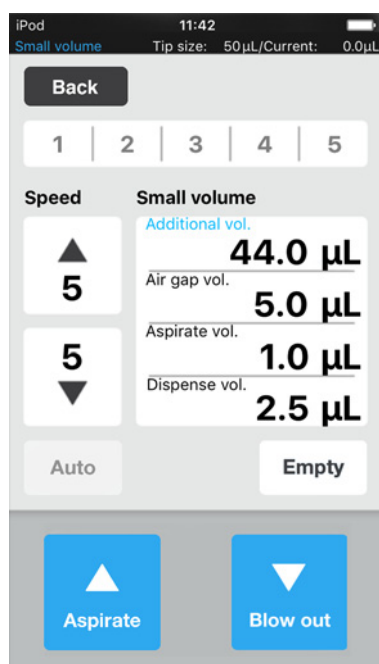 iPod 11:42
Small volume Tip size: 50µL/Current: 0.0µL
Back
1 2 3 4 5
Speed Small volume
Additional vol.
44.0 µL
5
Air gap vol.
5.0 µL
Aspirate vol.
5 1.0 µL
Dispense vol.
2.5 µL
Auto Empty
Aspirate Blow out